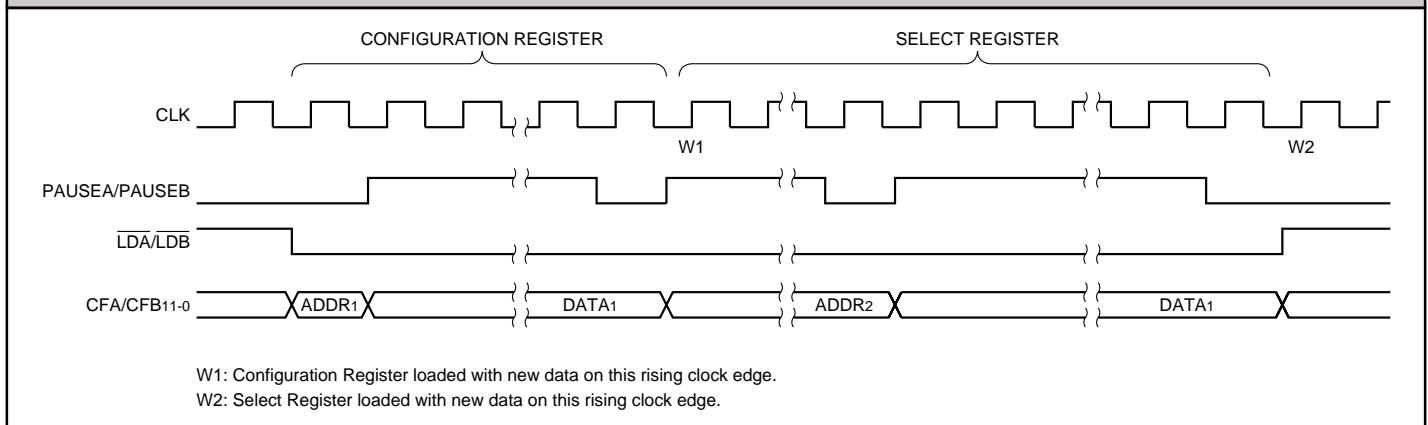 CONFIGURATION REGISTER
SELECT REGISTER
CLK
W1
W2
PAUSEA/PAUSEB
LDA/LDB
CFA/CFB11-0
ADDR1
DATA1
ADDR2
DATA1
W1: Configuration Register loaded with new data on this rising clock edge.
W2: Select Register loaded with new data on this rising clock edge.